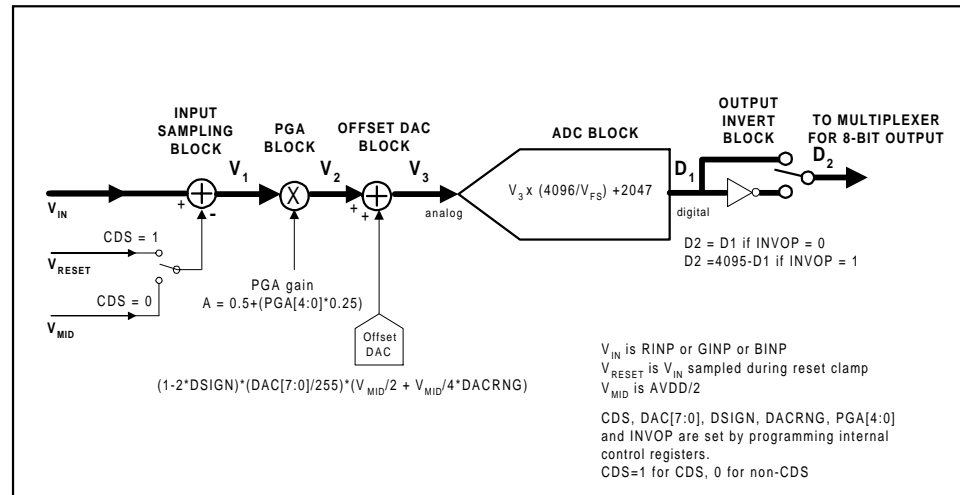 INPUT
SAMPLING
BLOCK
PGA
BLOCK
OFFSET DAC
BLOCK
ADC BLOCK
OUTPUT
INVERT
BLOCK
TO MULTIPLEXER
FOR 8-BIT OUTPUT
V1
V2
V3
D1
D2
VIN
+
-
+
X
+
+
+
analog
V3 x (4096/VFS) +2047
digital
CDS = 1
VRESET
CDS = 0
VMID
PGA gain
A = 0.5+(PGA[4:0]*0.25)
Offset
DAC
(1-2*DSIGN)*(DAC[7:0]/255)*(VMID/2 + VMID/4*DACRNG)
D2 = D1 if INVOP = 0
D2 =4095-D1 if INVOP = 1
VIN is RINP or GINP or BINP
VRESET is VIN sampled during reset clamp
VMID is AVDD/2
CDS, DAC[7:0], DSIGN, DACRNG, PGA[4:0]
and INVOP are set by programming internal
control registers.
CDS=1 for CDS, 0 for non-CDS